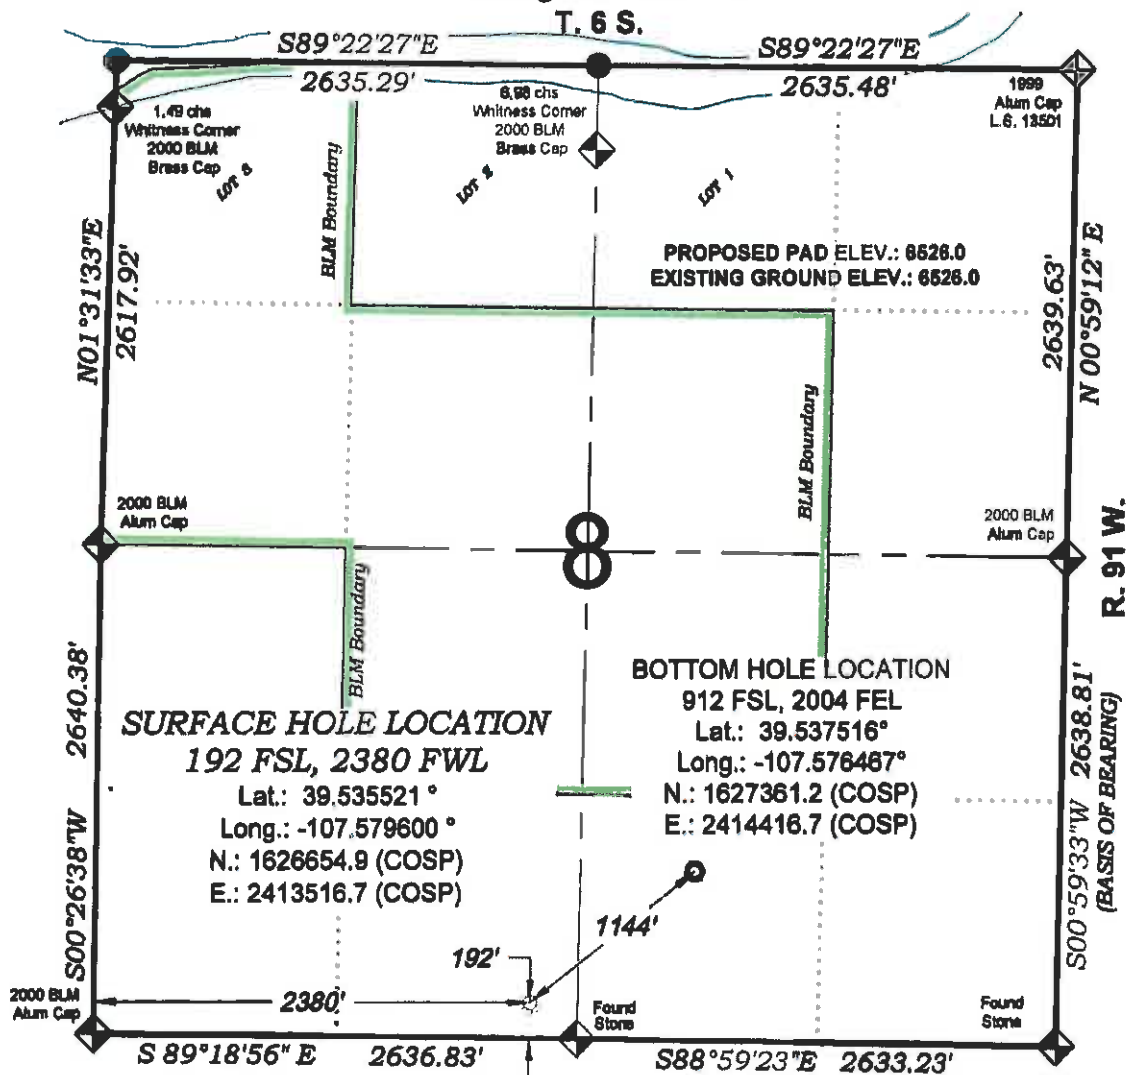 T. 6 S.
S89°22'27"E
S89°22'27"E
2635.29'
2635.48'
1.49 chs
Whitness Corner
2000 BLM
Brass Cap
6.98 chs
Whitness Corner
2000 BLM
Brass Cap
1999
Alum Cap
L.S. 13501
LOT 3
LOT 2
LOT 1
BLM Boundary
PROPOSED PAD ELEV.: 6526.0
EXISTING GROUND ELEV.: 6526.0
N01°31'33"E
2617.92'
2639.63'
N 00°59'12" E
BLM Boundary
2000 BLM
Alum Cap
2000 BLM
Alum Cap
8
R. 91 W.
BLM Boundary
SURFACE HOLE LOCATION
192 FSL, 2380 FWL
Lat.: 39.535521 °
Long.: -107.579600 °
N.: 1626654.9 (COSP)
E.: 2413516.7 (COSP)
BOTTOM HOLE LOCATION
912 FSL, 2004 FEL
Lat.: 39.537516°
Long.: -107.576467°
N.: 1627361.2 (COSP)
E.: 2414416.7 (COSP)
S00°26'38"W 2640.38'
S00°59'33"W 2638.81'
(BASIS OF BEARING)
1144'
192'
2380'
2000 BLM
Alum Cap
Found
Stone
Found
Stone
S 89°18'56" E 2636.83'
S88°59'23"E 2633.23'